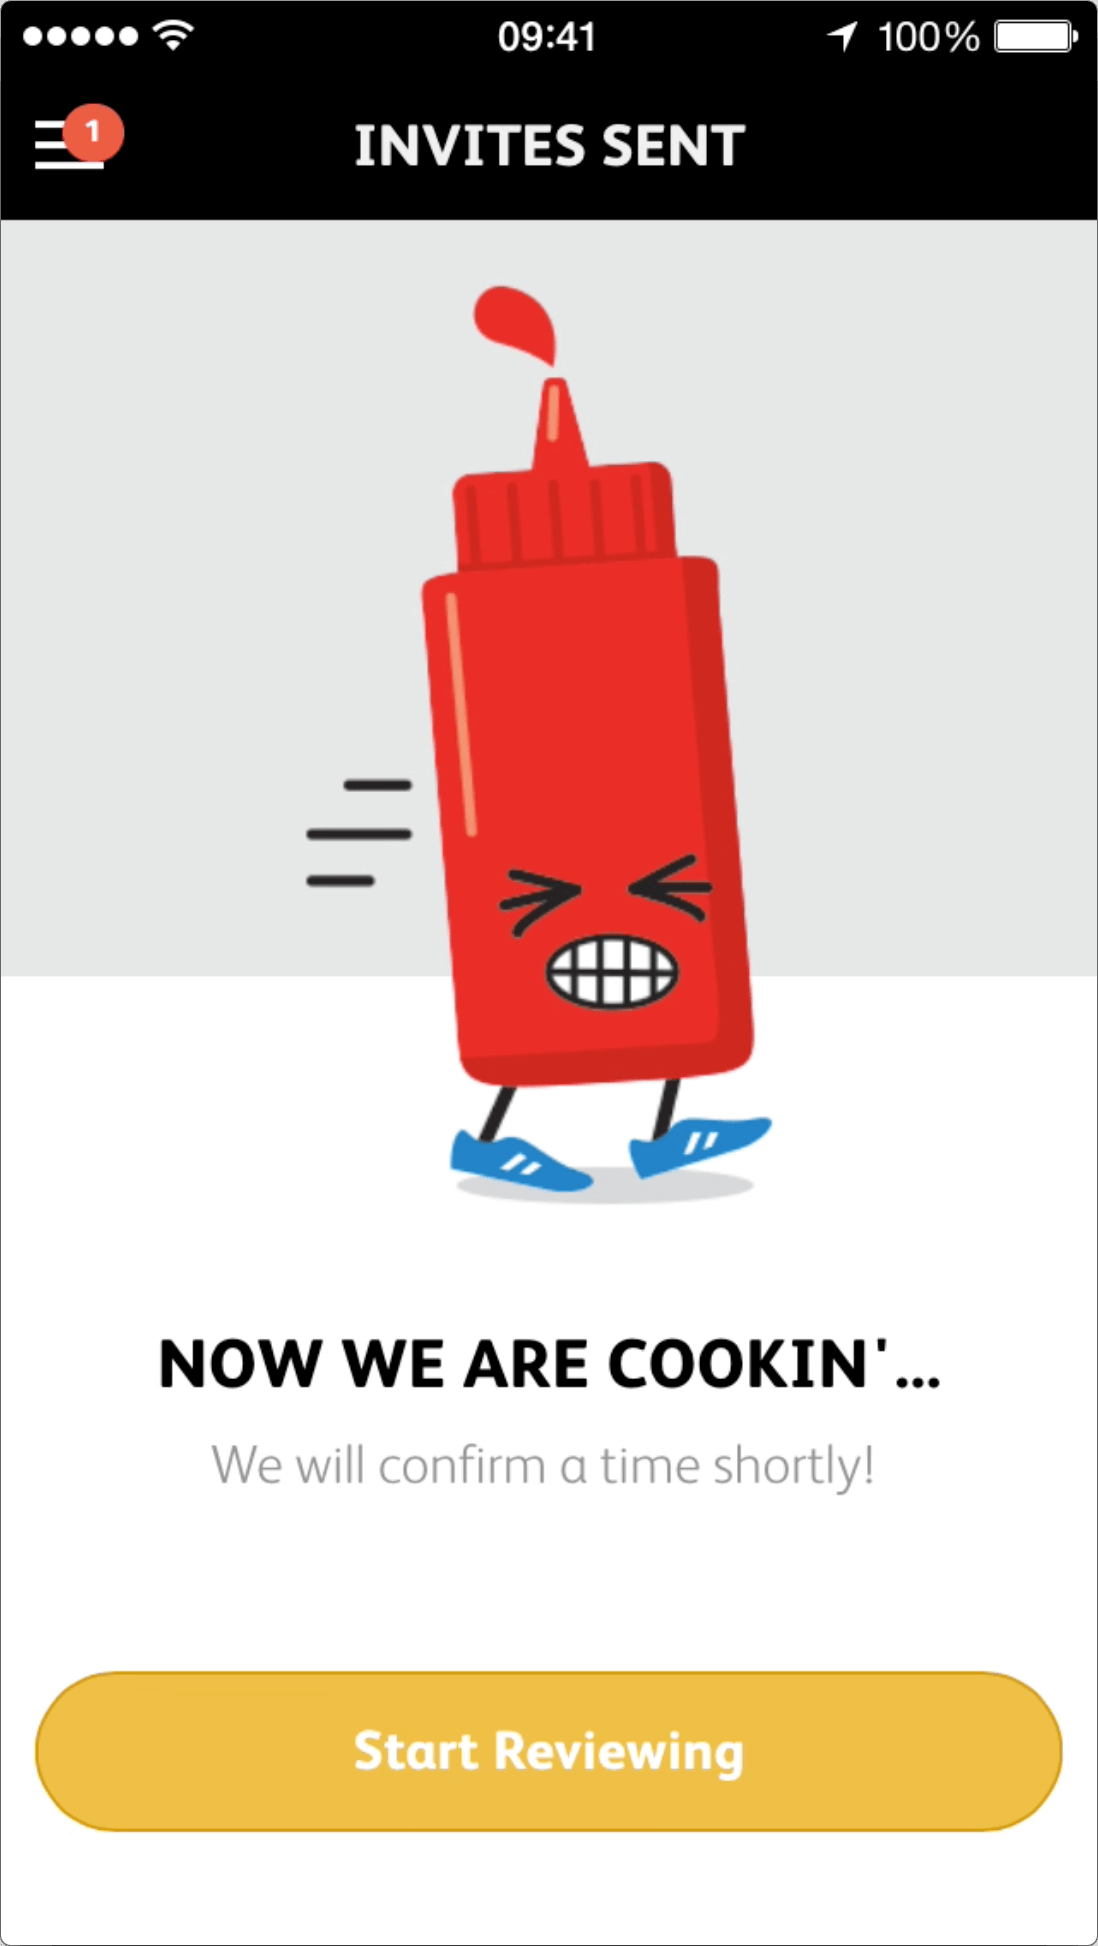 09:41
100%
1
INVITES SENT
NOW WE ARE COOKIN'...
We will confirm a time shortly!
Start Reviewing